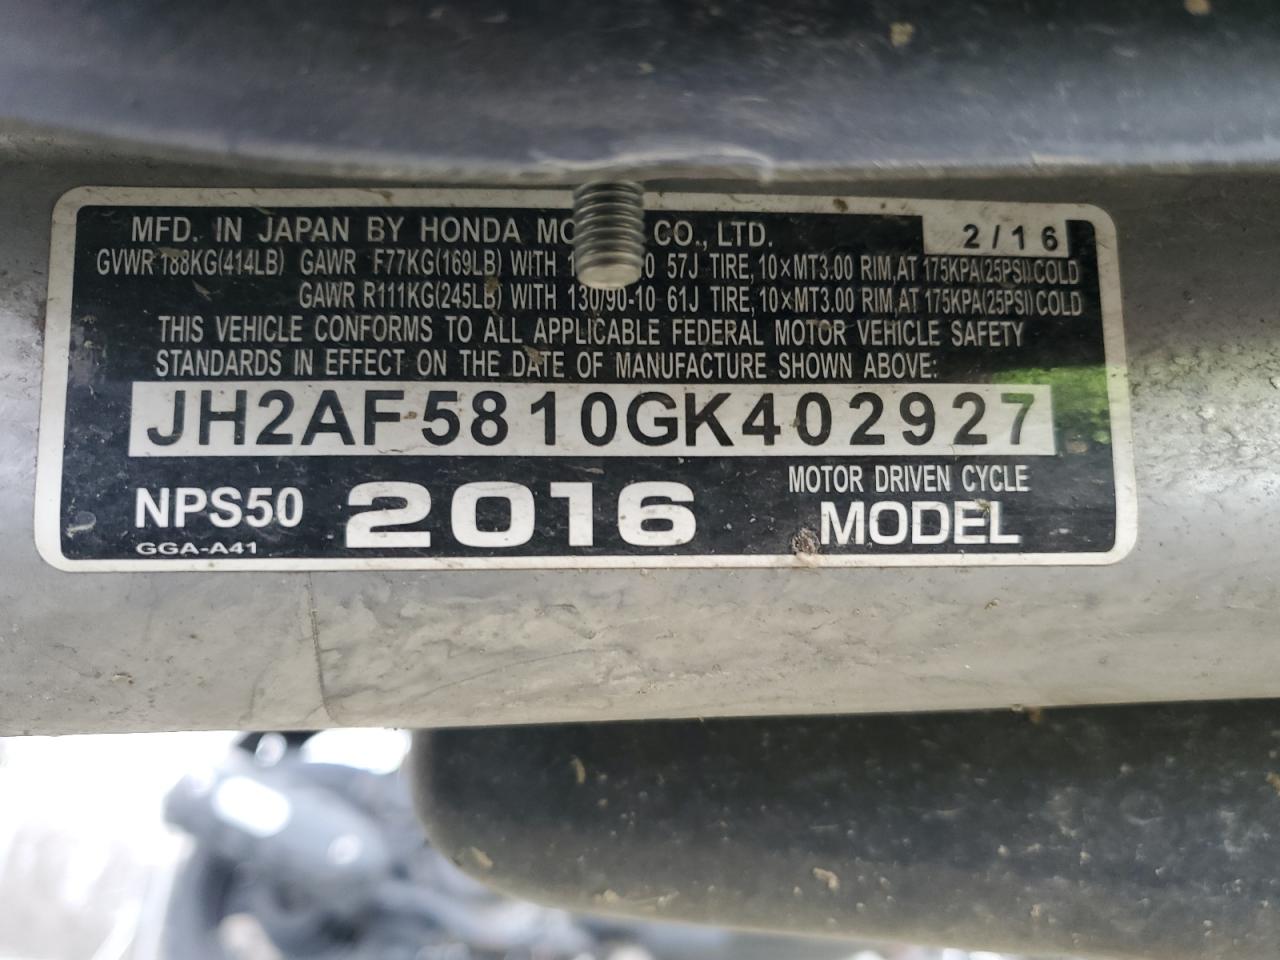 MFD. IN JAPAN BY HONDA CO., LTD. 2/16
GVWR 188KG(414LB) GAWR F77KG(169LB) WITH 57J TIRE, 10×MT3.00 RIM, AT 175KPA(25PSI)COLD
GAWR R111KG(245LB) WITH 130/90-10 61J TIRE, 10×MT3.00 RIM, AT 175KPA(25PSI)COLD
THIS VEHICLE CONFORMS TO ALL APPLICABLE FEDERAL MOTOR VEHICLE SAFETY
STANDARDS IN EFFECT ON THE DATE OF MANUFACTURE SHOWN ABOVE:
JH2AF5810GK402927
NPS50 2016 MOTOR DRIVEN CYCLE
GGA-A41 MODEL